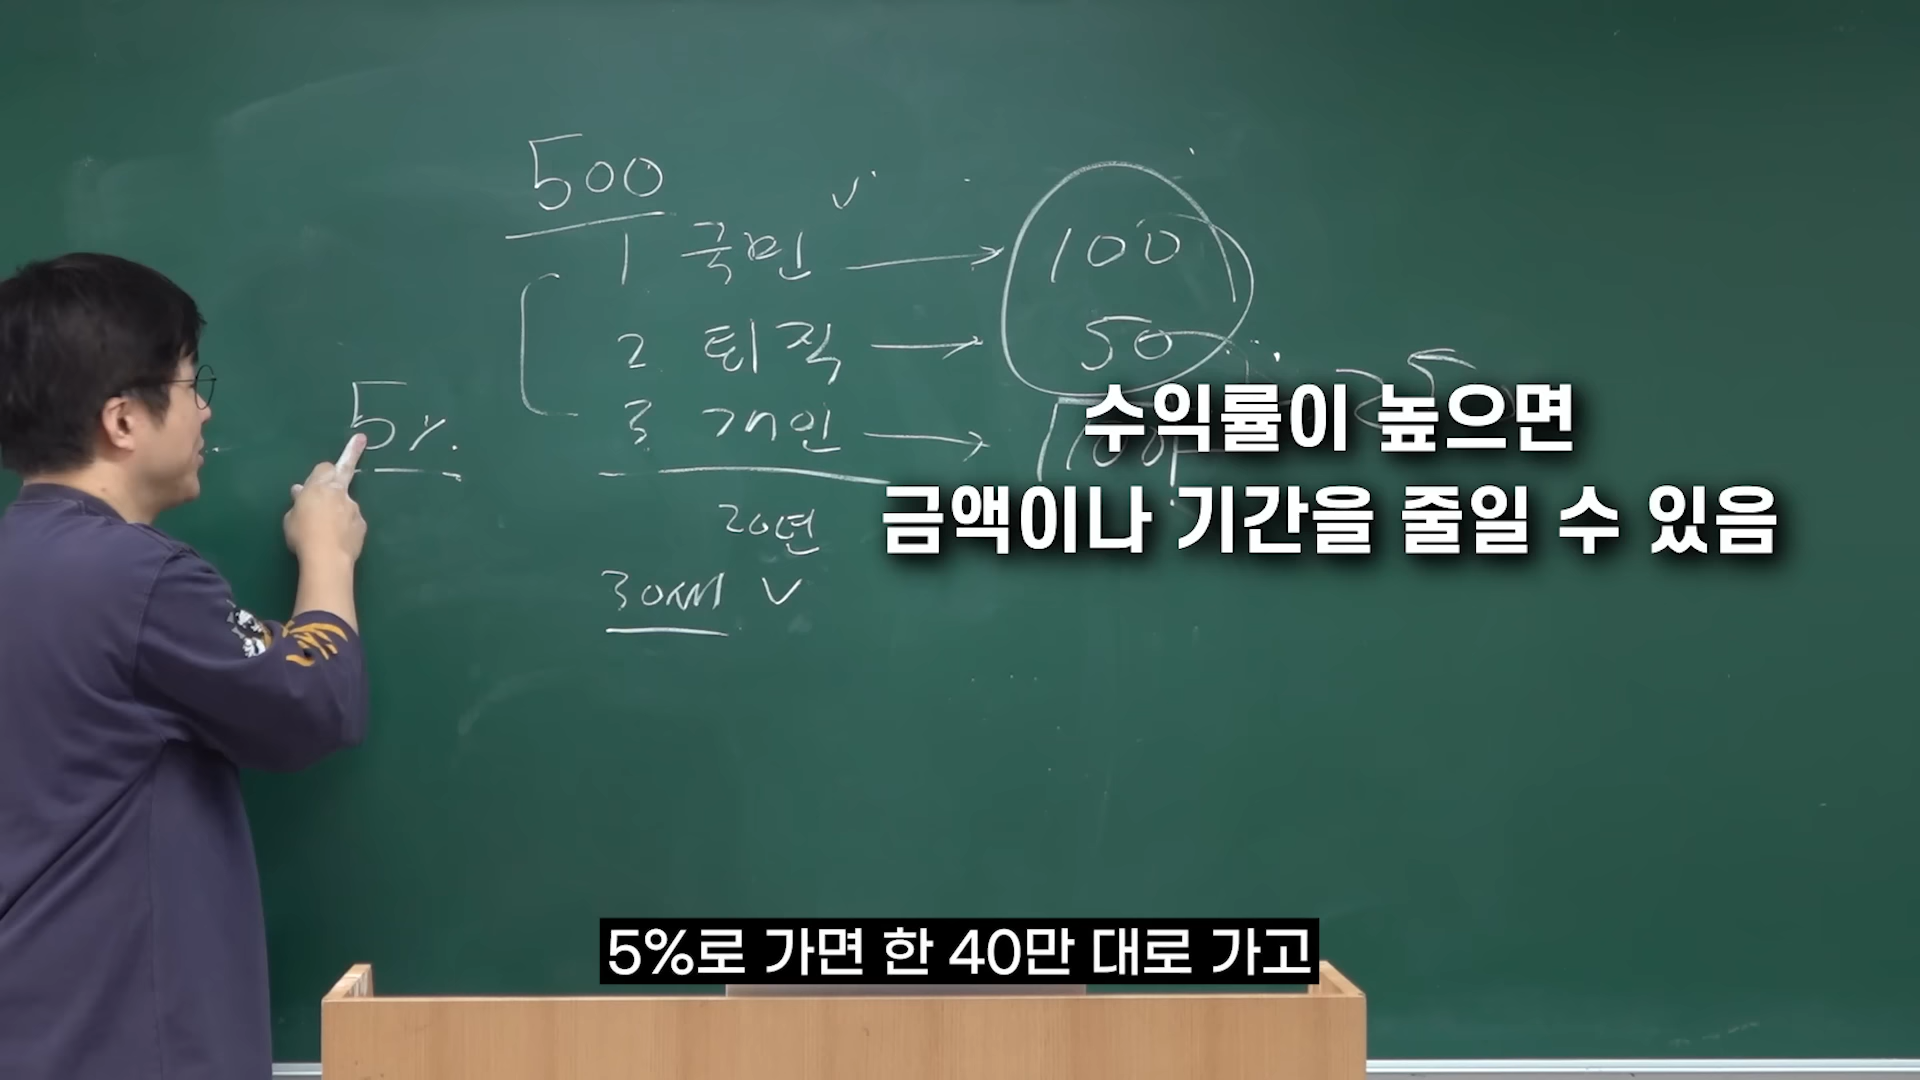 500
1 국민 → 100
2 퇴직 → 50
3 개인 → 100
5%
20년
30세 v
수익률이 높으면
금액이나 기간을 줄일 수 있음
5%로 가면 한 40만 대로 가고